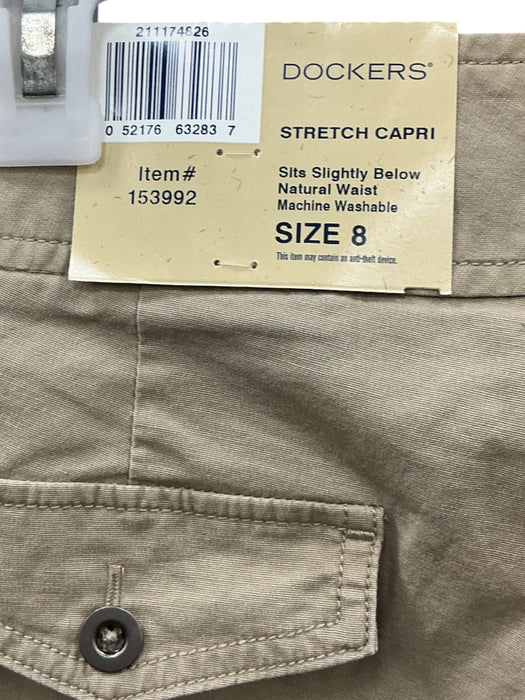 211174826
0 52176 63283 7
Item#
153992
DOCKERS®
STRETCH CAPRI
Sits Slightly Below
Natural Waist
Machine Washable
SIZE 8
This item may contain an anti-theft device.